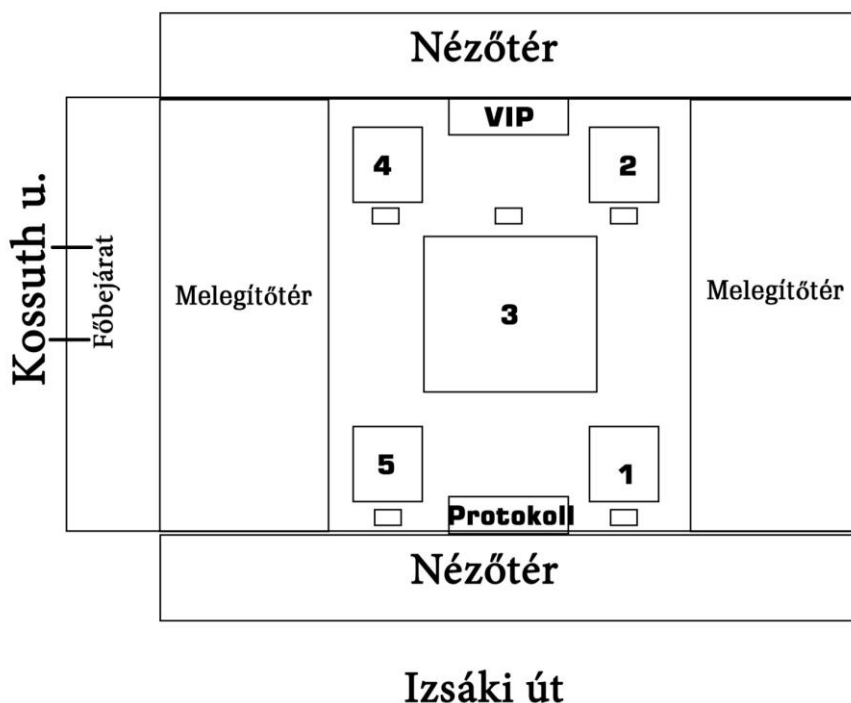 Nézőtér
VIP
4
2
Kossuth u.
Főbejárat
Melegítőtér
3
Melegítőtér
5
1
Protokoll
Nézőtér
Izsáki út